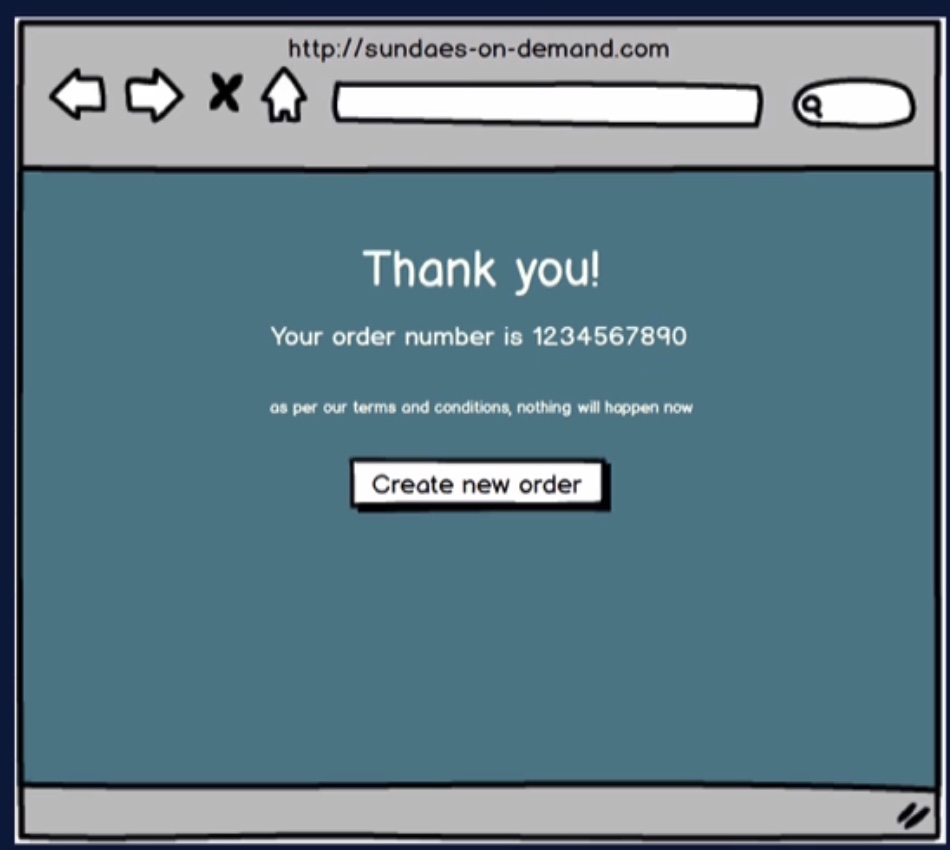 http://sundaes-on-demand.com
Thank you!
Your order number is 1234567890
as per our terms and conditions, nothing will happen now
Create new order